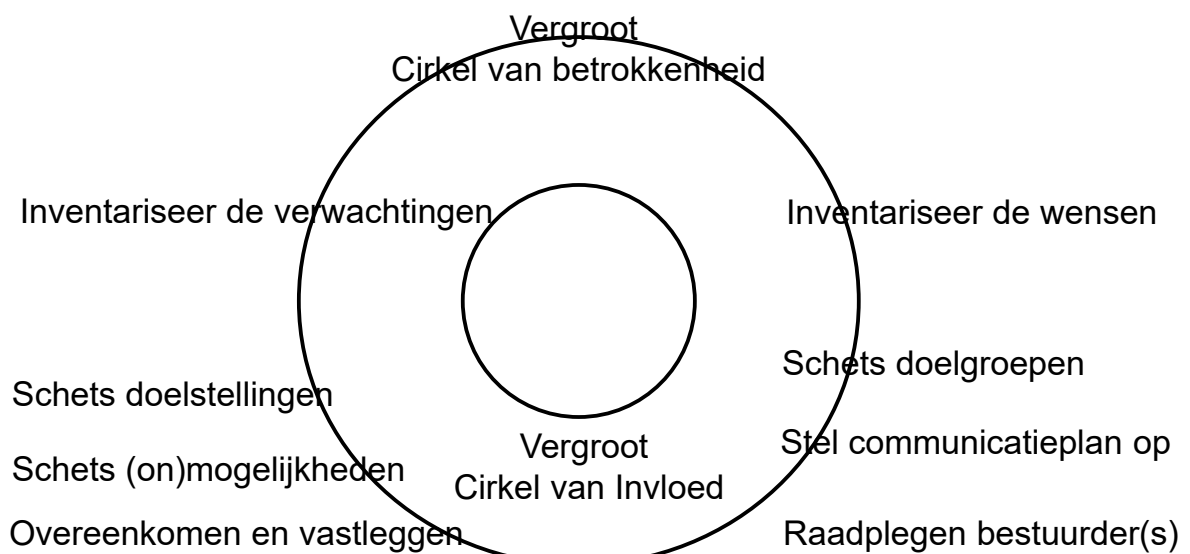 Vergroot
Cirkel van betrokkenheid
Inventariseer de verwachtingen
Inventariseer de wensen
Schets doelgroepen
Schets doelstellingen
Vergroot
Cirkel van Invloed
Stel communicatieplan op
Schets (on)mogelijkheden
Overeenkomen en vastleggen
Raadplegen bestuurder(s)